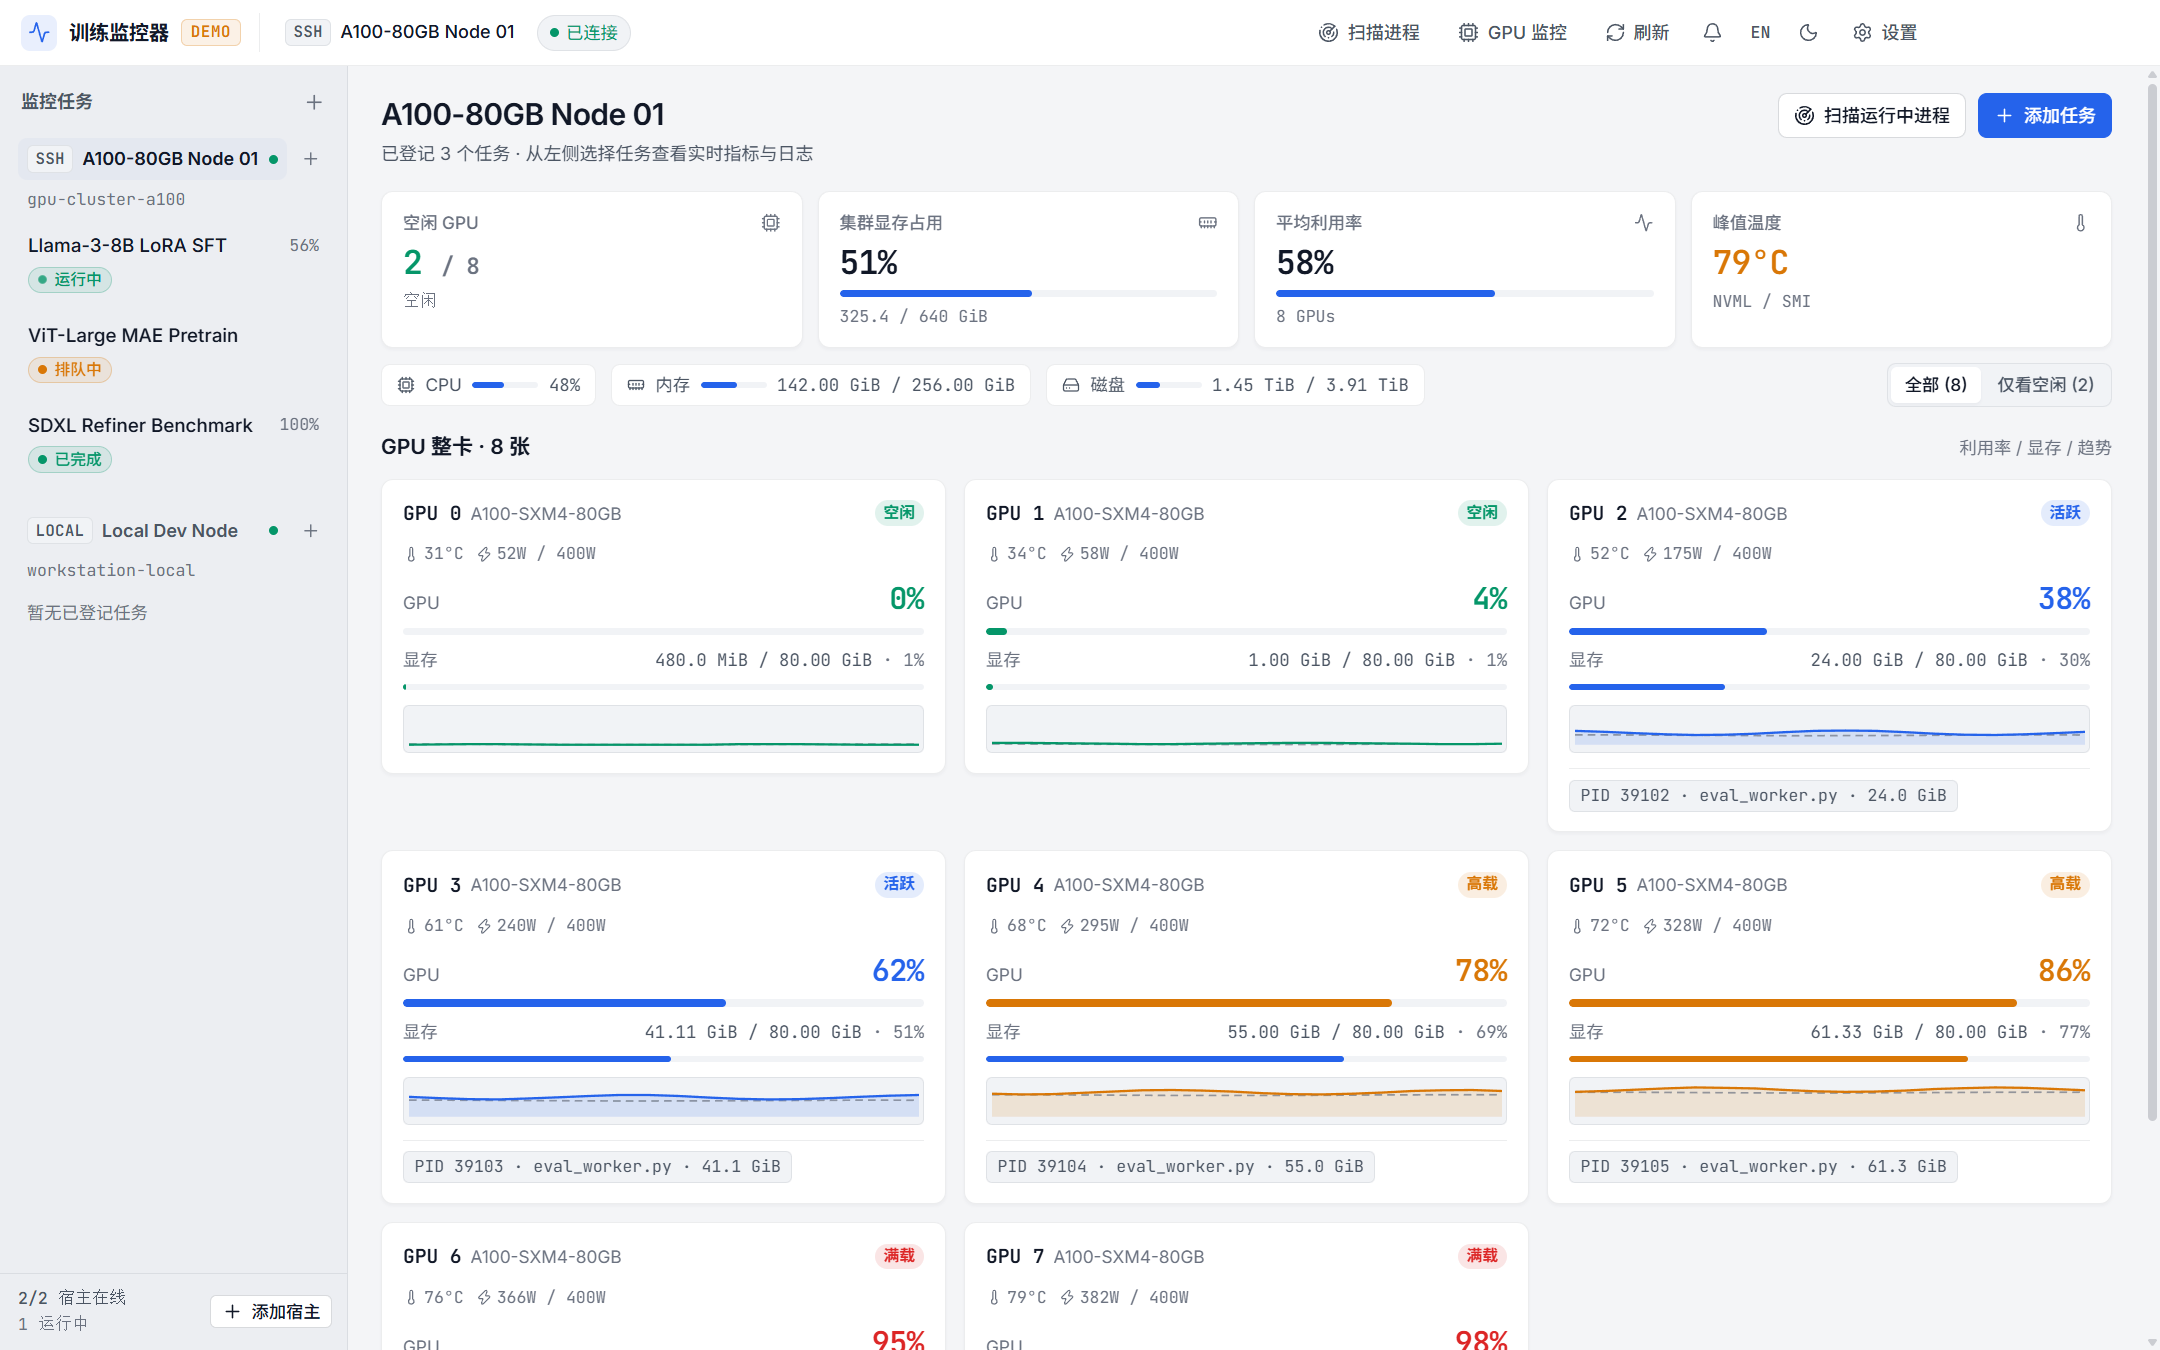 训练监控器 DEMO SSH A100-80GB Node 01 已连接 扫描进程 GPU 监控 刷新 EN 设置
监控任务
SSH A100-80GB Node 01
gpu-cluster-a100
Llama-3-8B LoRA SFT 56%
运行中
ViT-Large MAE Pretrain
排队中
SDXL Refiner Benchmark 100%
已完成
LOCAL Local Dev Node
workstation-local
暂无已登记任务
2/2 宿主在线
1 运行中
添加宿主
A100-80GB Node 01
已登记 3 个任务 · 从左侧选择任务查看实时指标与日志
扫描运行中进程
添加任务
空闲 GPU
2 / 8
空闲
集群显存占用
51%
325.4 / 640 GiB
平均利用率
58%
8 GPUs
峰值温度
79°C
NVML / SMI
CPU 48%
内存 142.00 GiB / 256.00 GiB
磁盘 1.45 TiB / 3.91 TiB
全部 (8) 仅看空闲 (2)
GPU 整卡 · 8 张
利用率 / 显存 / 趋势
GPU 0 A100-SXM4-80GB 空闲
31°C 52W / 400W
GPU 0%
显存 480.0 MiB / 80.00 GiB · 1%
GPU 1 A100-SXM4-80GB 空闲
34°C 58W / 400W
GPU 4%
显存 1.00 GiB / 80.00 GiB · 1%
GPU 2 A100-SXM4-80GB 活跃
52°C 175W / 400W
GPU 38%
显存 24.00 GiB / 80.00 GiB · 30%
PID 39102 · eval_worker.py · 24.0 GiB
GPU 3 A100-SXM4-80GB 活跃
61°C 240W / 400W
GPU 62%
显存 41.11 GiB / 80.00 GiB · 51%
PID 39103 · eval_worker.py · 41.1 GiB
GPU 4 A100-SXM4-80GB 高载
68°C 295W / 400W
GPU 78%
显存 55.00 GiB / 80.00 GiB · 69%
PID 39104 · eval_worker.py · 55.0 GiB
GPU 5 A100-SXM4-80GB 高载
72°C 328W / 400W
GPU 86%
显存 61.33 GiB / 80.00 GiB · 77%
PID 39105 · eval_worker.py · 61.3 GiB
GPU 6 A100-SXM4-80GB 满载
76°C 366W / 400W
GPU 95%
GPU 7 A100-SXM4-80GB 满载
79°C 382W / 400W
GPU 98%